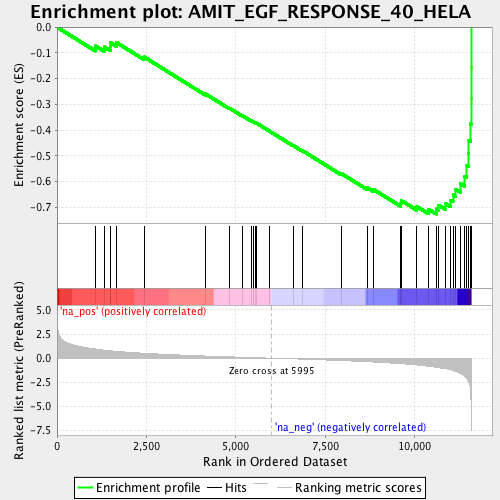 Enrichment plot: AMIT_EGF_RESPONSE_40_HELA
Enrichment score (ES)
0.0
-0.1
-0.2
-0.3
-0.4
-0.5
-0.6
-0.7
Ranked list metric (PreRanked)
'na_pos' (positively correlated)
5.0
2.5
0.0
-2.5
-5.0
-7.5
Zero cross at 5995
'na_neg' (negatively correlated)
0
2,500
5,000
7,500
10,000
Rank in Ordered Dataset
Enrichment profile
Hits
Ranking metric scores